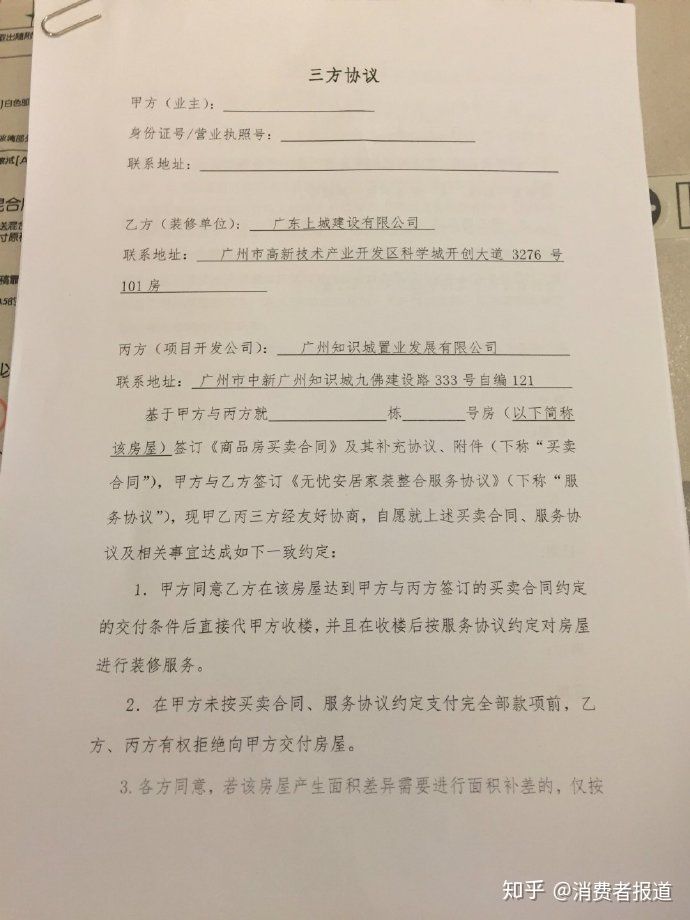 三方协议
甲方（业主）：
身份证号/营业执照号：
联系地址：
乙方（装修单位）： 广东上城建设有限公司
联系地址： 广州市高新技术产业开发区科学城开创大道 3276 号
101 房
丙方（项目开发公司）： 广州知识城置业发展有限公司
联系地址： 广州市中新广州知识城九佛建设路 333 号自编 121
基于甲方与丙方就 栋 号房（以下简称
该房屋）签订《商品房买卖合同》及其补充协议、附件（下称“买卖
合同”），甲方与乙方签订《无忧安居家装整合服务协议》（下称“服
务协议”），现甲乙丙三方经友好协商，自愿就上述买卖合同、服务协
议及相关事宜达成如下一致约定：
1. 甲方同意乙方在该房屋达到甲方与丙方签订的买卖合同约定
的交付条件后直接代甲方收楼，并且在收楼后按服务协议约定对房屋
进行装修服务。
2. 在甲方未按买卖合同、服务协议约定支付完全部款项前，乙
方、丙方有权拒绝向甲方交付房屋。
3.各方同意，若该房屋产生面积差异需要进行面积补差的，仅按
知乎 @消费者报道